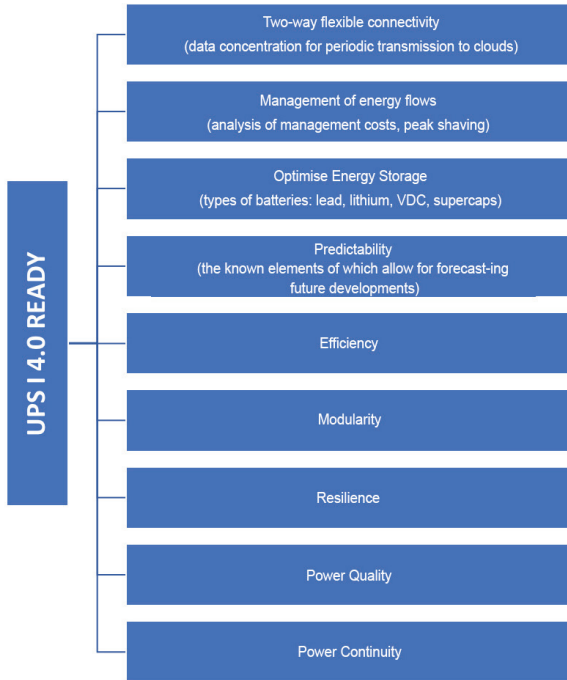 UPS I 4.0 READY
Two-way flexible connectivity
(data concentration for periodic transmission to clouds)
Management of energy flows
(analysis of management costs, peak shaving)
Optimise Energy Storage
(types of batteries: lead, lithium, VDC, supercaps)
Predictability
(the known elements of which allow for forecast-ing
future developments)
Efficiency
Modularity
Resilience
Power Quality
Power Continuity